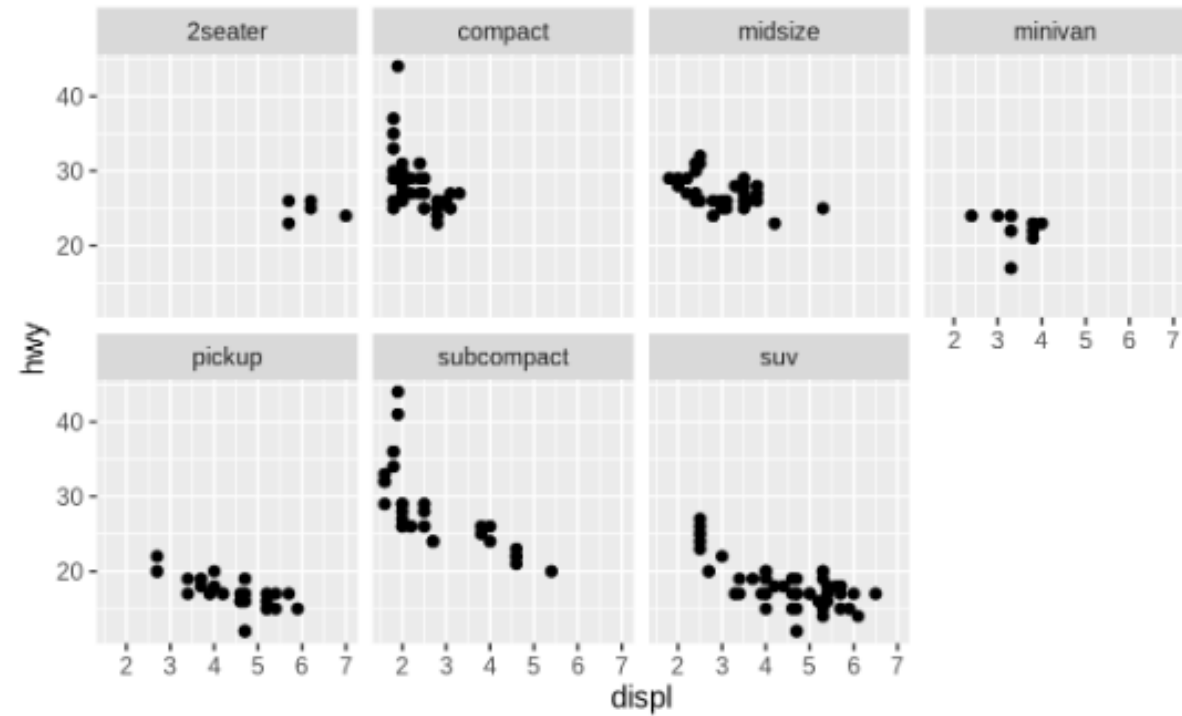 2seater compact midsize minivan
40
30
20
2 3 4 5 6 7
hwy
pickup subcompact suv
40
30
20
2 3 4 5 6 7 2 3 4 5 6 7 2 3 4 5 6 7
displ